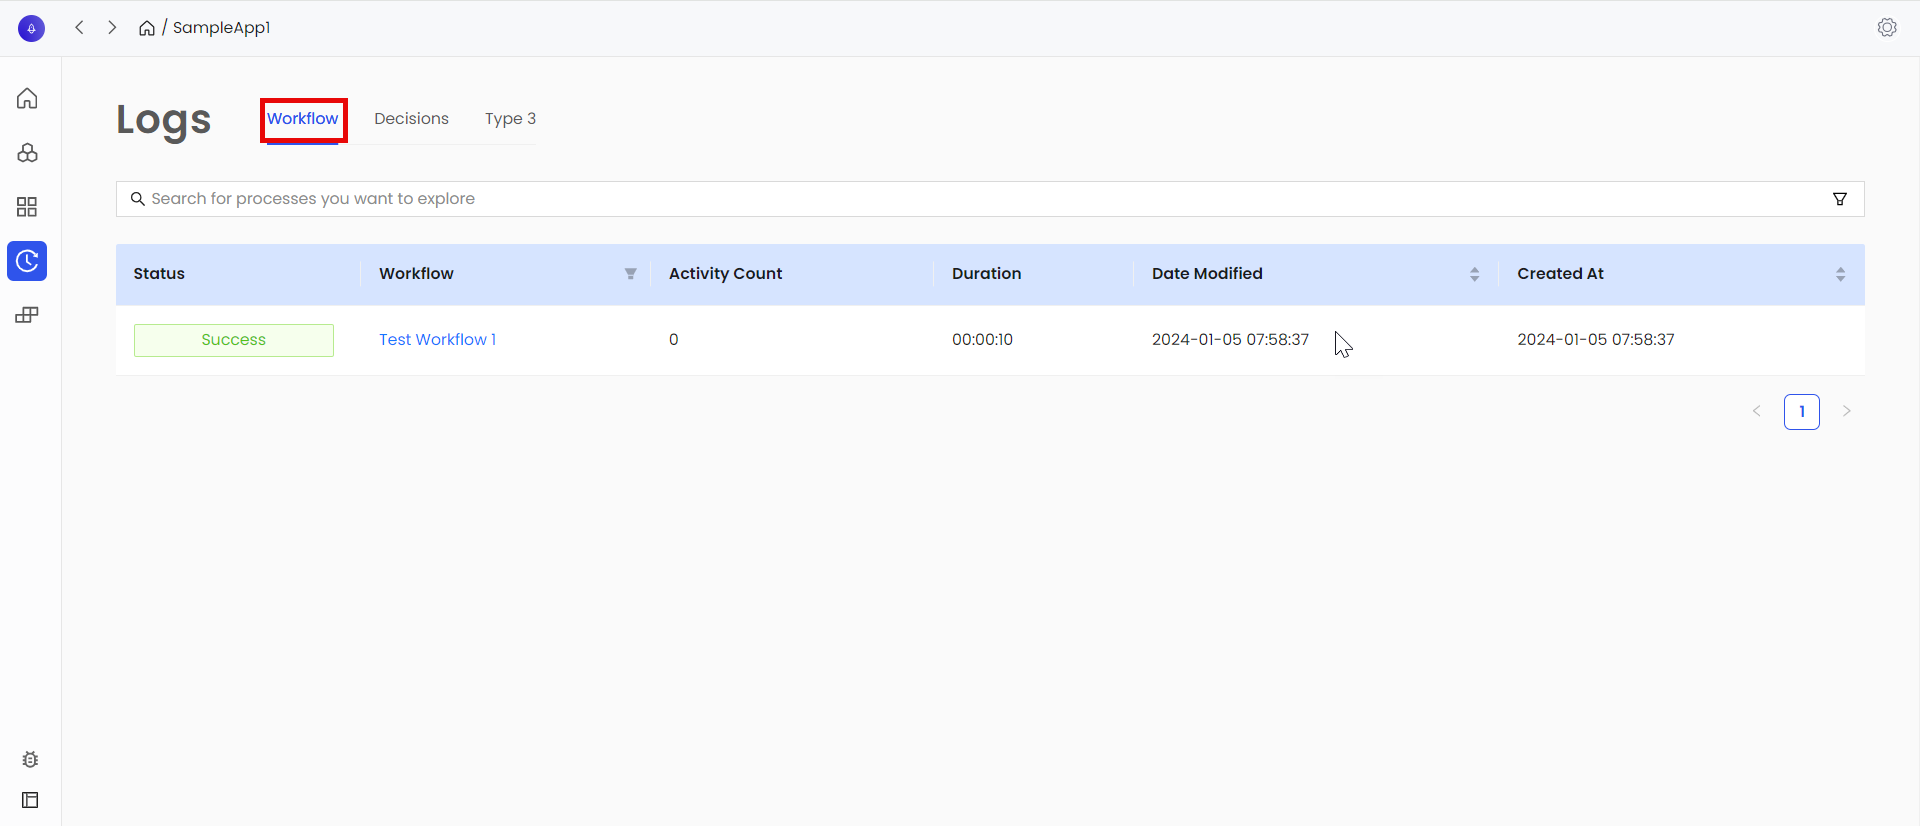 / SampleApp1
Logs
Workflow Decisions Type 3
Search for processes you want to explore
Status Workflow Activity Count Duration Date Modified Created At
Success Test Workflow 1 0 00:00:10 2024-01-05 07:58:37 2024-01-05 07:58:37
< 1 >